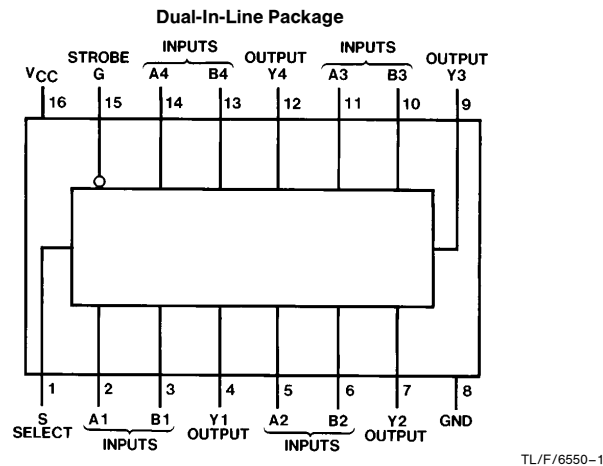 Dual-In-Line Package
INPUTS INPUTS
STROBE OUTPUT OUTPUT
VCC G A4 B4 Y4 A3 B3 Y3
16 15 14 13 12 11 10 9
1 2 3 4 5 6 7 8
S A1 B1 Y1 A2 B2 Y2 GND
SELECT INPUTS OUTPUT INPUTS OUTPUT
TL/F/6550–1